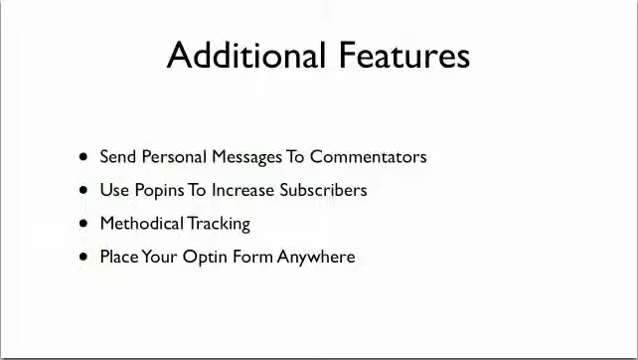 Additional Features
• Send Personal Messages To Commentators
• Use Popins To Increase Subscribers
• Methodical Tracking
• Place Your Optin Form Anywhere